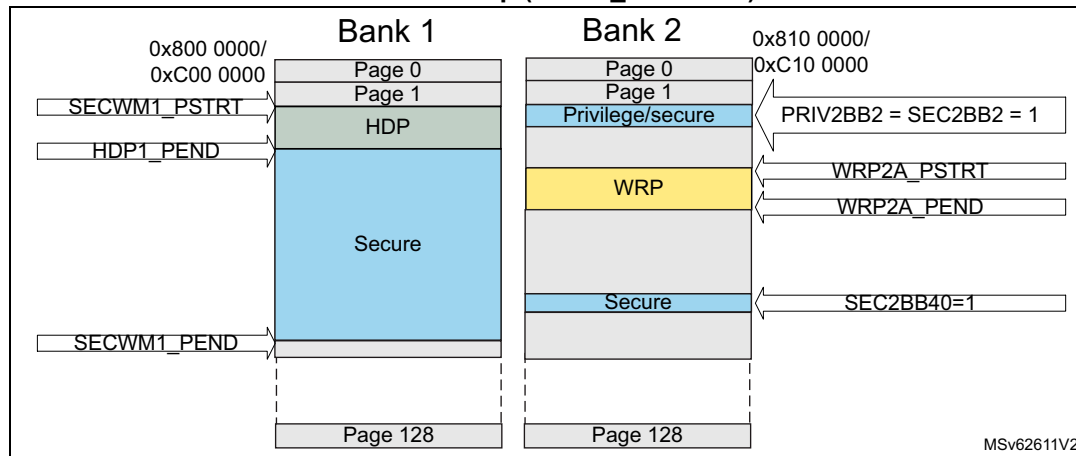 Bank 1
Bank 2
0x800 0000/
0xC00 0000
0x810 0000/
0xC10 0000
Page 0
Page 0
Page 1
Page 1
SECWM1_PSTRT
HDP
Privilege/secure
PRIV2BB2 = SEC2BB2 = 1
HDP1_PEND
WRP2A_PSTRT
WRP
WRP2A_PEND
Secure
Secure
SEC2BB40=1
SECWM1_PEND
Page 128
Page 128
MSv62611V2